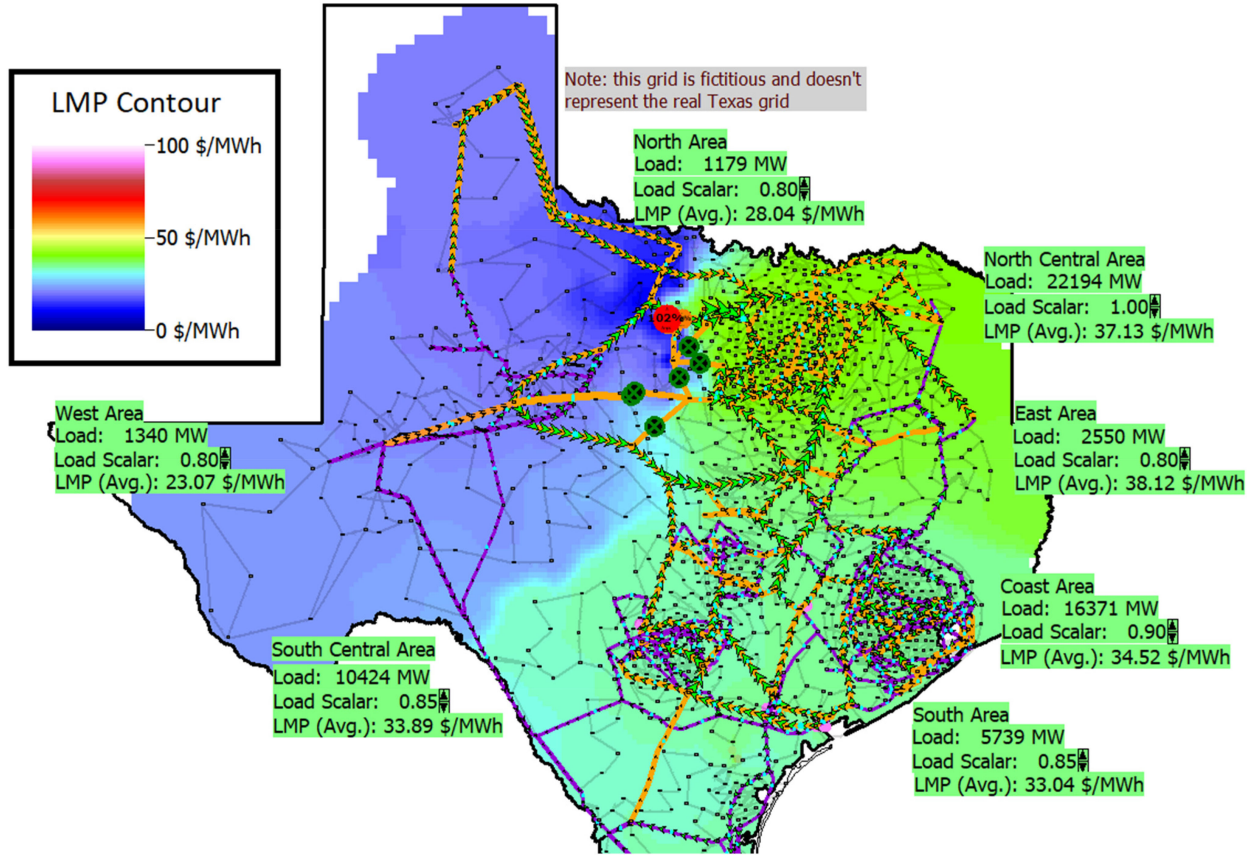 LMP Contour
100 $/MWh
50 $/MWh
0 $/MWh
Note: this grid is fictitious and doesn't
represent the real Texas grid
North Area
Load: 1179 MW
Load Scalar: 0.80
LMP (Avg.): 28.04 $/MWh
North Central Area
Load: 22194 MW
Load Scalar: 1.00
LMP (Avg.): 37.13 $/MWh
102%
West Area
Load: 1340 MW
Load Scalar: 0.80
LMP (Avg.): 23.07 $/MWh
East Area
Load: 2550 MW
Load Scalar: 0.80
LMP (Avg.): 38.12 $/MWh
Coast Area
Load: 16371 MW
Load Scalar: 0.90
LMP (Avg.): 34.52 $/MWh
South Central Area
Load: 10424 MW
Load Scalar: 0.85
LMP (Avg.): 33.89 $/MWh
South Area
Load: 5739 MW
Load Scalar: 0.85
LMP (Avg.): 33.04 $/MWh